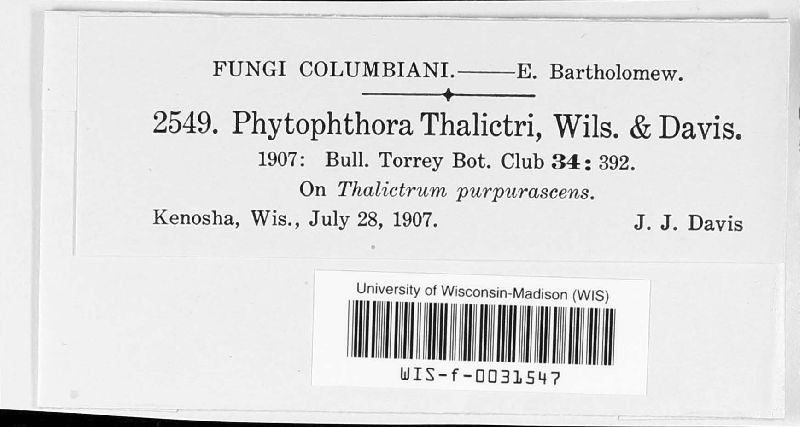 FUNGI COLUMBIANI.——E. Bartholomew.
2549. Phytophthora Thalictri, Wils. & Davis.
1907: Bull. Torrey Bot. Club 34: 392.
On Thalictrum purpurascens.
Kenosha, Wis., July 28, 1907. J. J. Davis
University of Wisconsin-Madison (WIS)
WIS-f-0031547